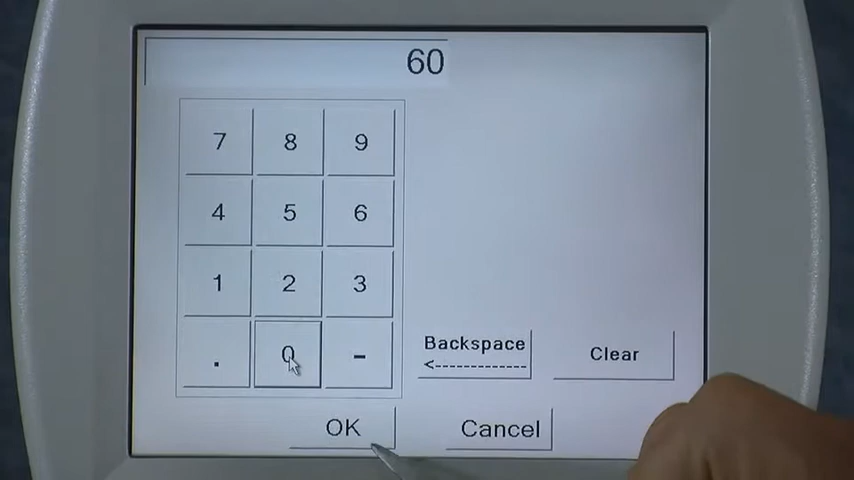 60
7 8 9
4 5 6
1 2 3
. 0 -
Backspace
<------------
Clear
OK
Cancel